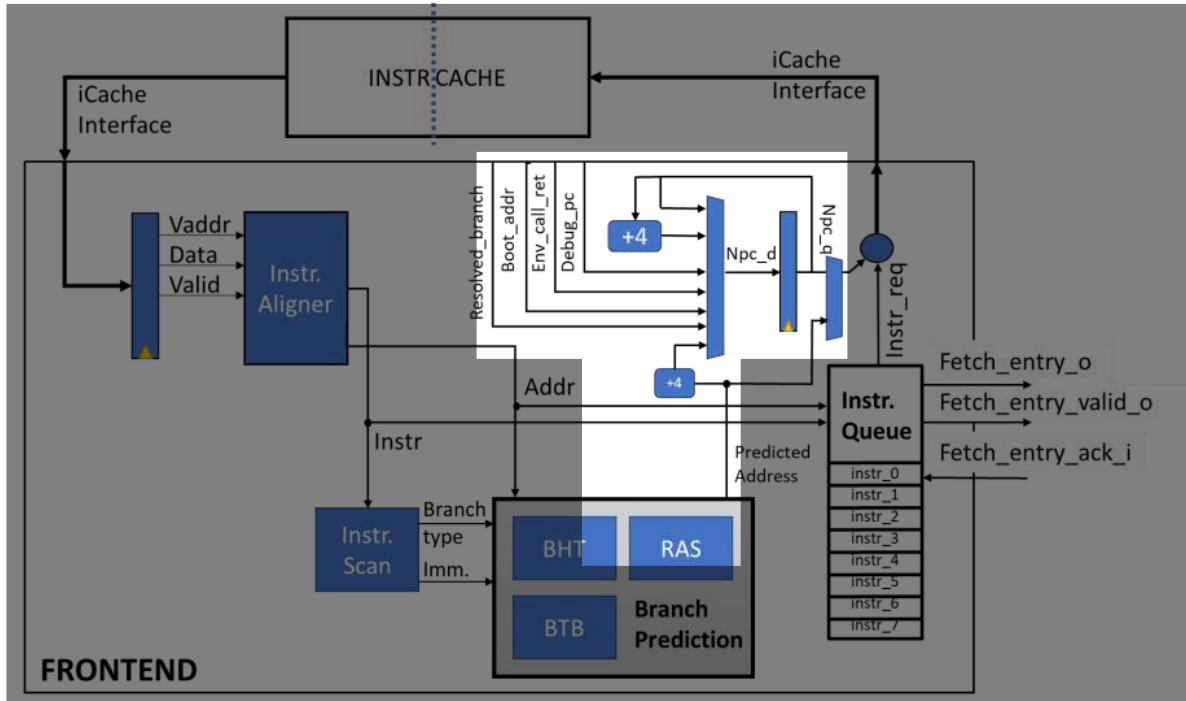 INSTR CACHE
iCache
Interface
iCache
Interface
Resolved_branch
Boot_addr
Env_call_ret
Debug_pc
+4
Npc_d
Npc_q
Vaddr
Data
Valid
Instr.
Aligner
Instr_req
+4
Addr
Instr
Predicted
Address
Instr.
Queue
Fetch_entry_o
Fetch_entry_valid_o
Fetch_entry_ack_i
instr_0
instr_1
instr_2
instr_3
instr_4
instr_5
instr_6
instr_7
Instr.
Scan
Branch
type
Imm.
BHT
RAS
BTB
Branch
Prediction
FRONTEND